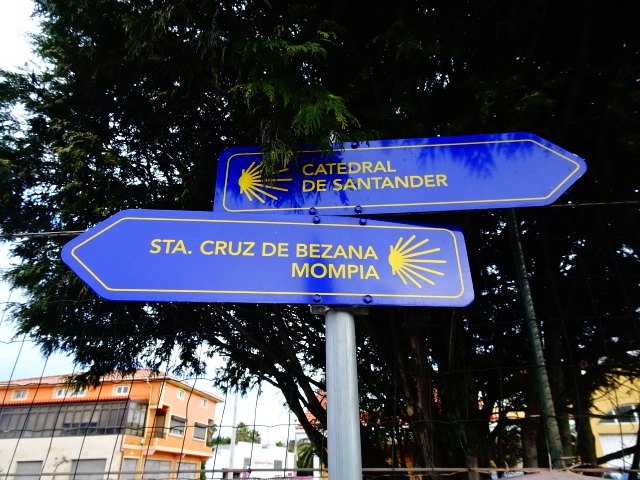 CATEDRAL
DE SANTANDER
STA. CRUZ DE BEZANA
MOMPIA